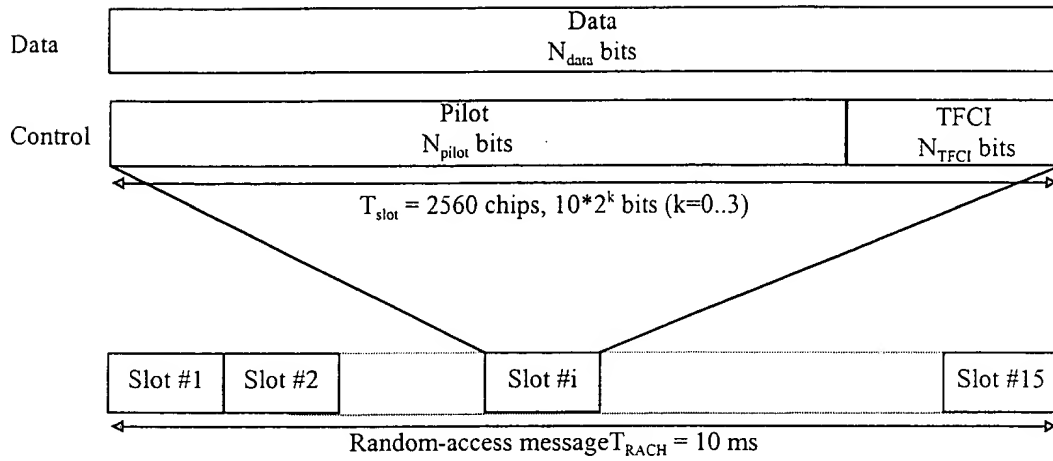 Data
Data
N_data bits
Control
Pilot
N_pilot bits
TFCI
N_TFCI bits
T_slot = 2560 chips, 10*2^k bits (k=0..3)
Slot #1
Slot #2
Slot #i
Slot #15
Random-access messageT_RACH = 10 ms